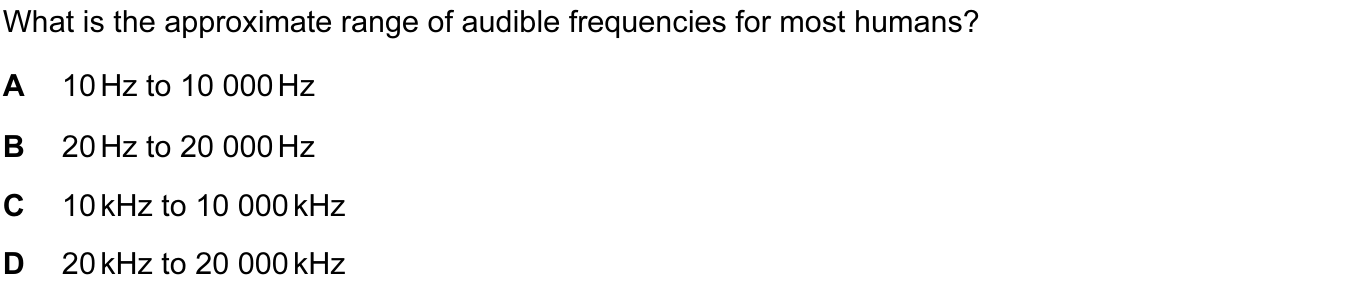 What is the approximate range of audible frequencies for most humans?
A 10 Hz to 10 000 Hz
B 20 Hz to 20 000 Hz
C 10 kHz to 10 000 kHz
D 20 kHz to 20 000 kHz